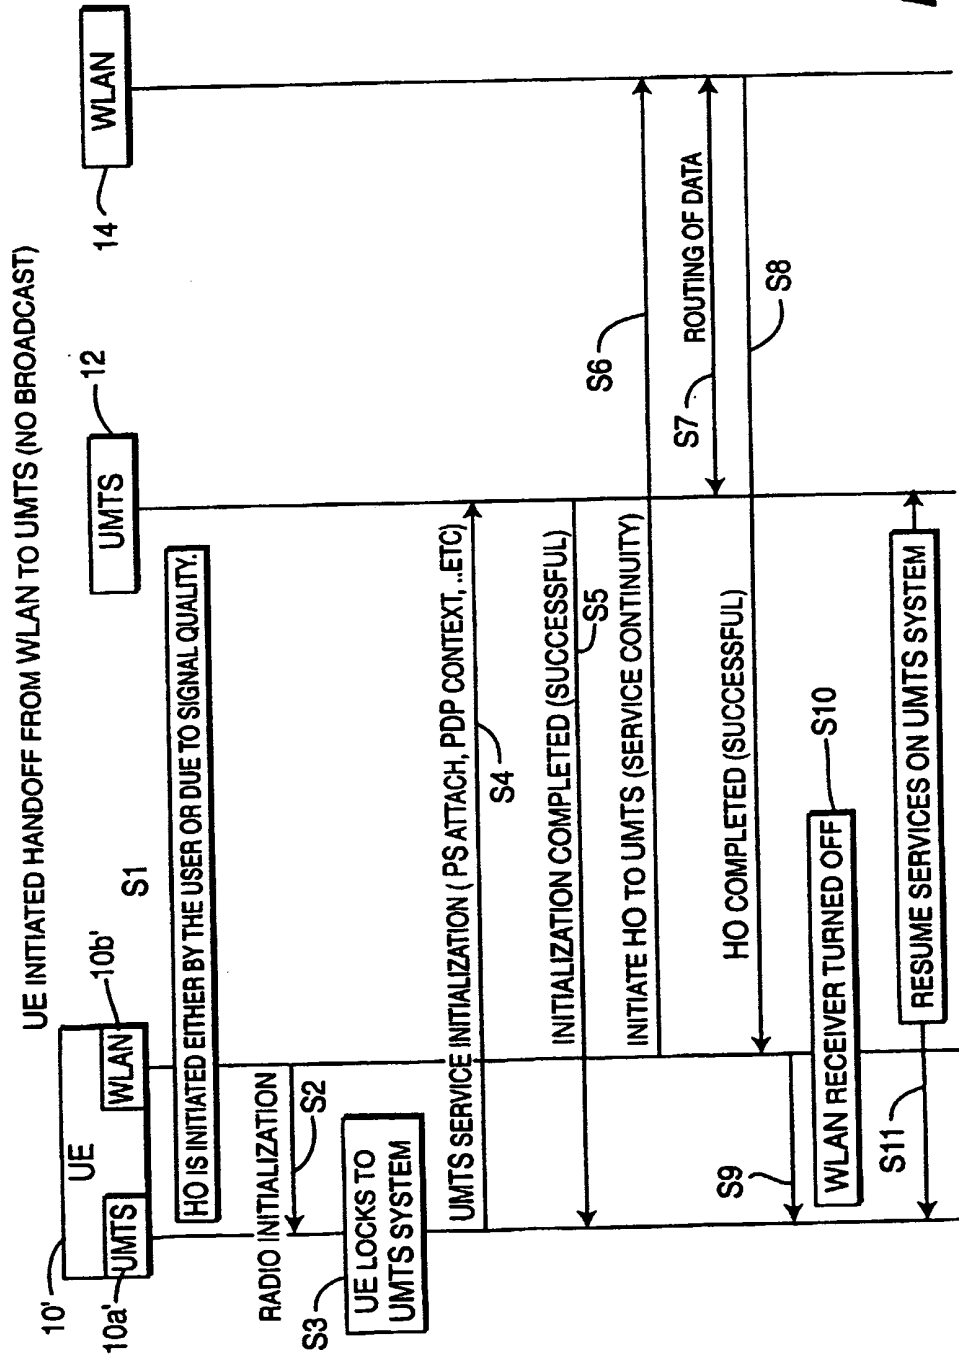 UE INITIATED HANDOFF FROM WLAN TO UMTS (NO BROADCAST)
10'
UE
12
14
UMTS
WLAN
UMTS
WLAN
10a'
10b'
S1
HO IS INITIATED EITHER BY THE USER OR DUE TO SIGNAL QUALITY.
RADIO INITIALIZATION
S2
S3
UE LOCKS TO
UMTS SYSTEM
UMTS SERVICE INITIALIZATION ( PS ATTACH, PDP CONTEXT, ..ETC)
S4
INITIALIZATION COMPLETED (SUCCESSFUL)
S5
INITIATE HO TO UMTS (SERVICE CONTINUITY)
S6
S7
ROUTING OF DATA
HO COMPLETED (SUCCESSFUL)
S8
S9
WLAN RECEIVER TURNED OFF
S10
RESUME SERVICES ON UMTS SYSTEM
S11